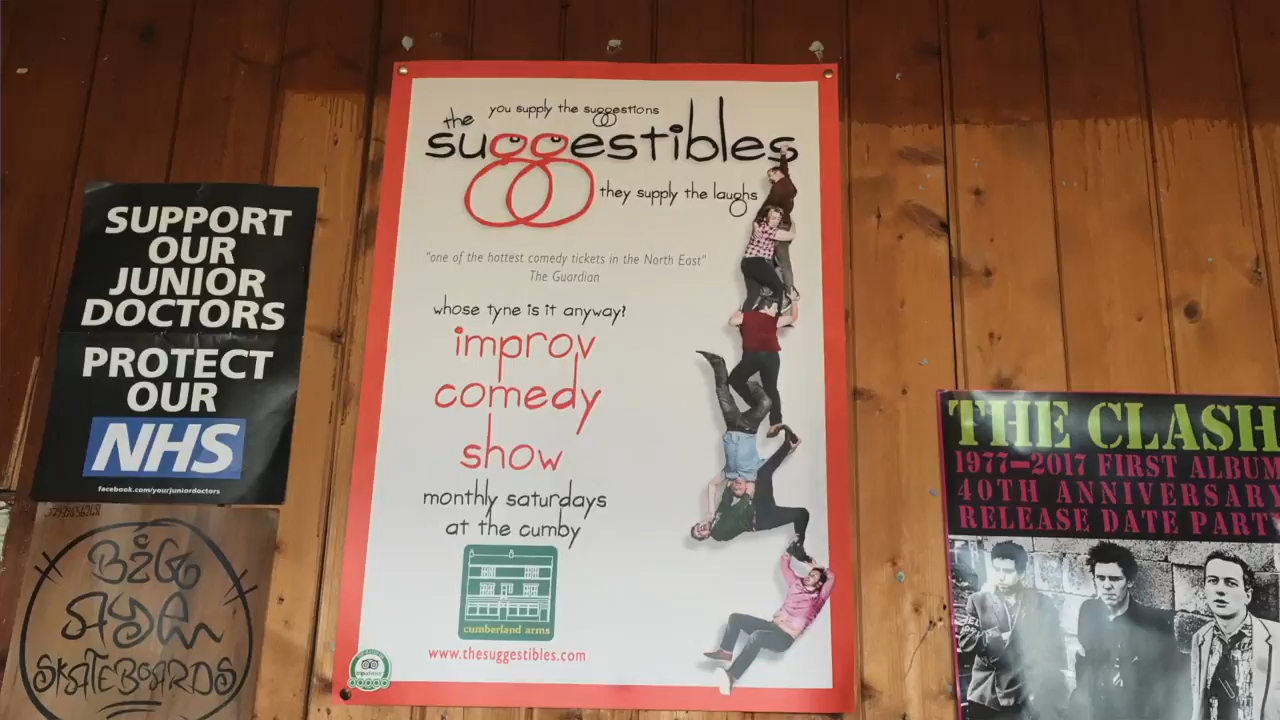 SUPPORT
OUR
JUNIOR
DOCTORS
PROTECT
OUR
NHS
facebook.com/yourjuniordoctors
SKATEBOARDS
you supply the suggestions
the
suggestibles
they supply the laughs
"one of the hottest comedy tickets in the North East"
The Guardian
whose tyne is it anyway?
improv
comedy
show
monthly saturdays
at the cumby
cumberland arms
www.thesuggestibles.com
tripadvisor
THE CLASH
1977–2017 FIRST ALBUM
40TH ANNIVERSARY
RELEASE DATE PARTY